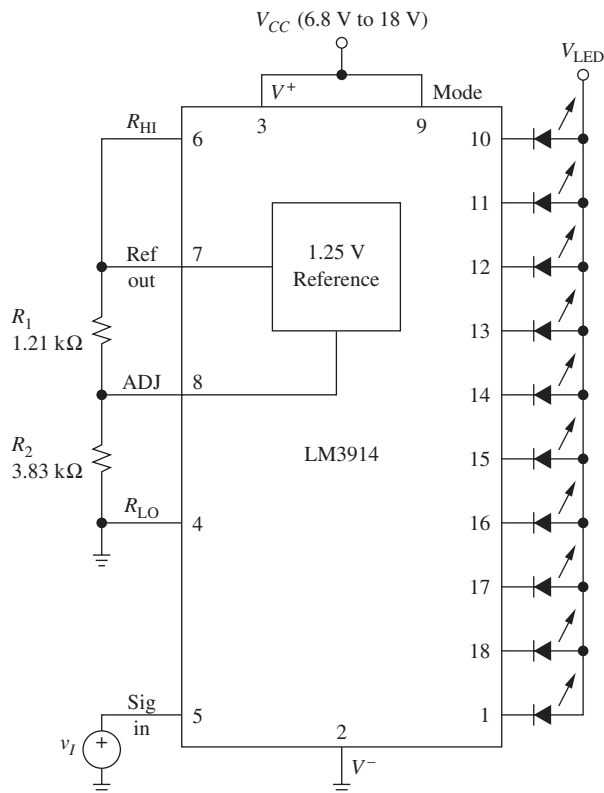 V_CC (6.8 V to 18 V)
V_LED
V^+
Mode
R_HI
6
3
9
10
11
Ref
out
7
1.25 V
Reference
12
R_1
1.21 kΩ
13
ADJ
8
14
R_2
3.83 kΩ
LM3914
15
R_LO
4
16
17
18
Sig
in
5
2
1
v_I
+
V^−